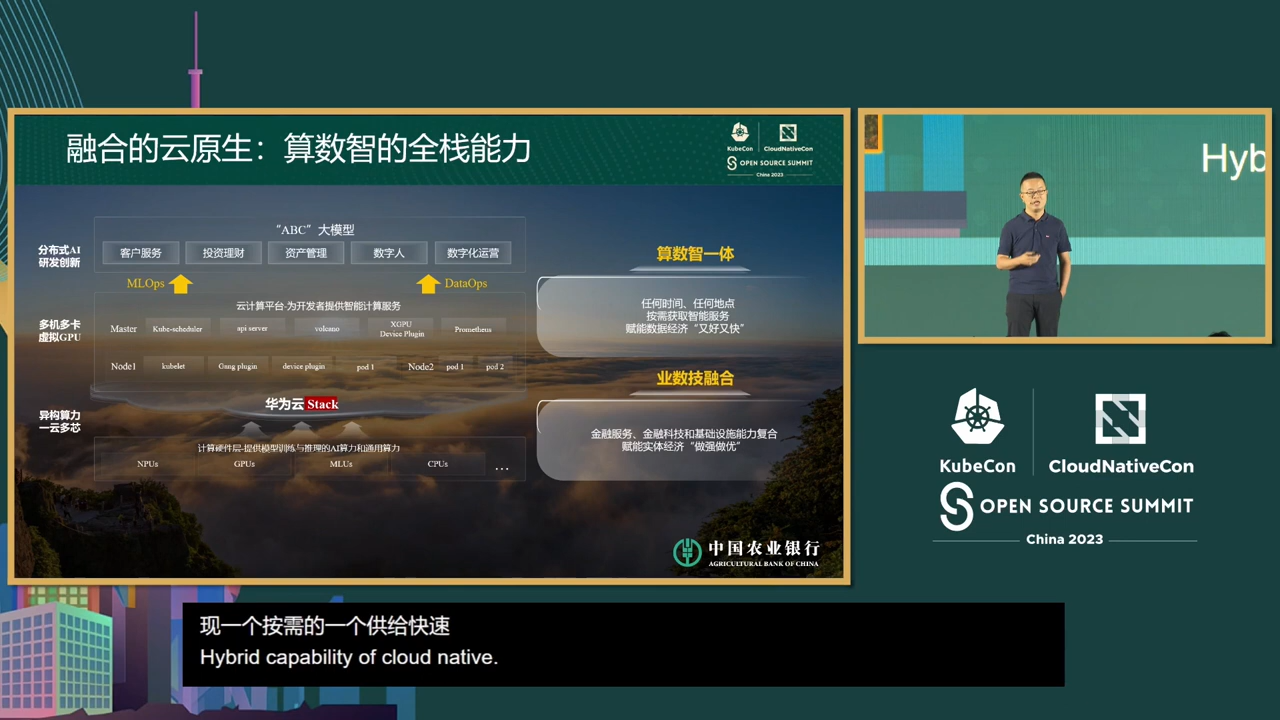 融合的云原生：算数智的全栈能力
KubeCon
CloudNativeCon
OPEN SOURCE SUMMIT
China 2023
分布式AI
研发创新
“ABC”大模型
客户服务
投资理财
资产管理
数字人
数字化运营
MLOps
DataOps
多机多卡
虚拟GPU
云计算平台-为开发者提供智能计算服务
Master
Kube-scheduler
api server
volcano
XGPU
Device Plugin
Prometheus
Node1
kubelet
Gang plugin
device plugin
pod 1
Node2
pod 1
pod 2
华为云 Stack
异构算力
一云多芯
计算硬件层-提供模型训练与推理的AI算力和通用算力
NPUs
GPUs
MLUs
CPUs
...
算数智一体
任何时间、任何地点
按需获取智能服务
赋能数据经济“又好又快”
业数技融合
金融服务、金融科技和基础设施能力复合
赋能实体经济“做强做优”
中国农业银行
AGRICULTURAL BANK OF CHINA
Hyb
KubeCon
CloudNativeCon
OPEN SOURCE SUMMIT
China 2023
现一个按需的一个供给快速
Hybrid capability of cloud native.